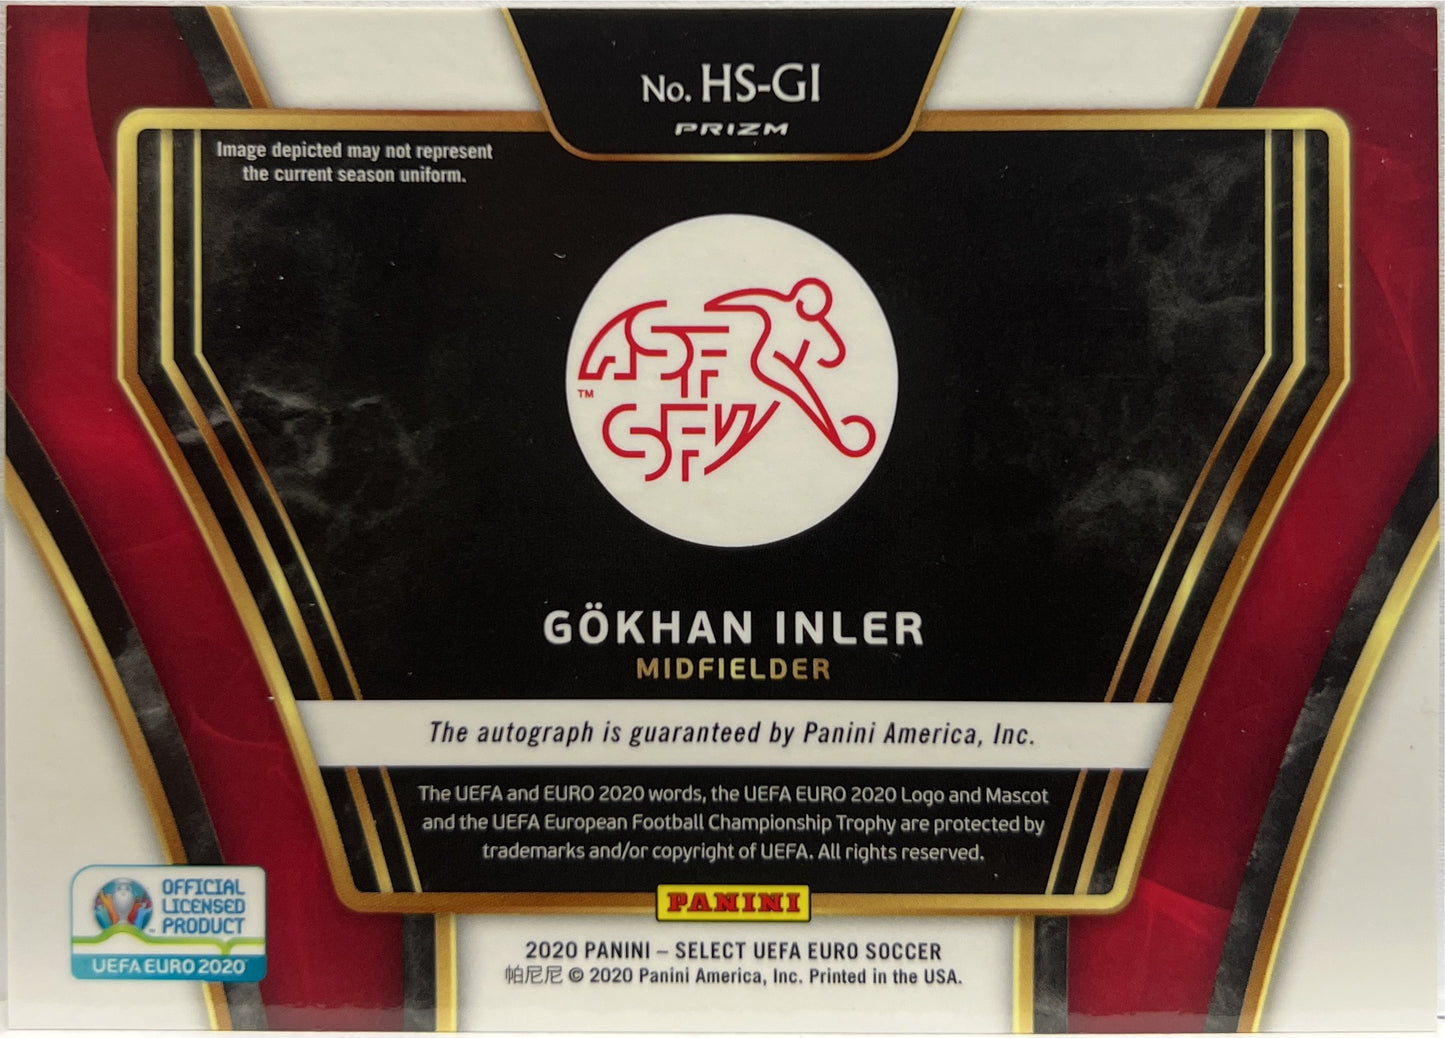 No. HS-GI
PRIZM
Image depicted may not represent
the current season uniform.
ASF
SFV
TM
GÖKHAN INLER
MIDFIELDER
The autograph is guaranteed by Panini America, Inc.
The UEFA and EURO 2020 words, the UEFA EURO 2020 Logo and Mascot
and the UEFA European Football Championship Trophy are protected by
trademarks and/or copyright of UEFA. All rights reserved.
PANINI
OFFICIAL
LICENSED
PRODUCT
UEFA EURO 2020
2020 PANINI – SELECT UEFA EURO SOCCER
帕尼尼 © 2020 Panini America, Inc. Printed in the USA.